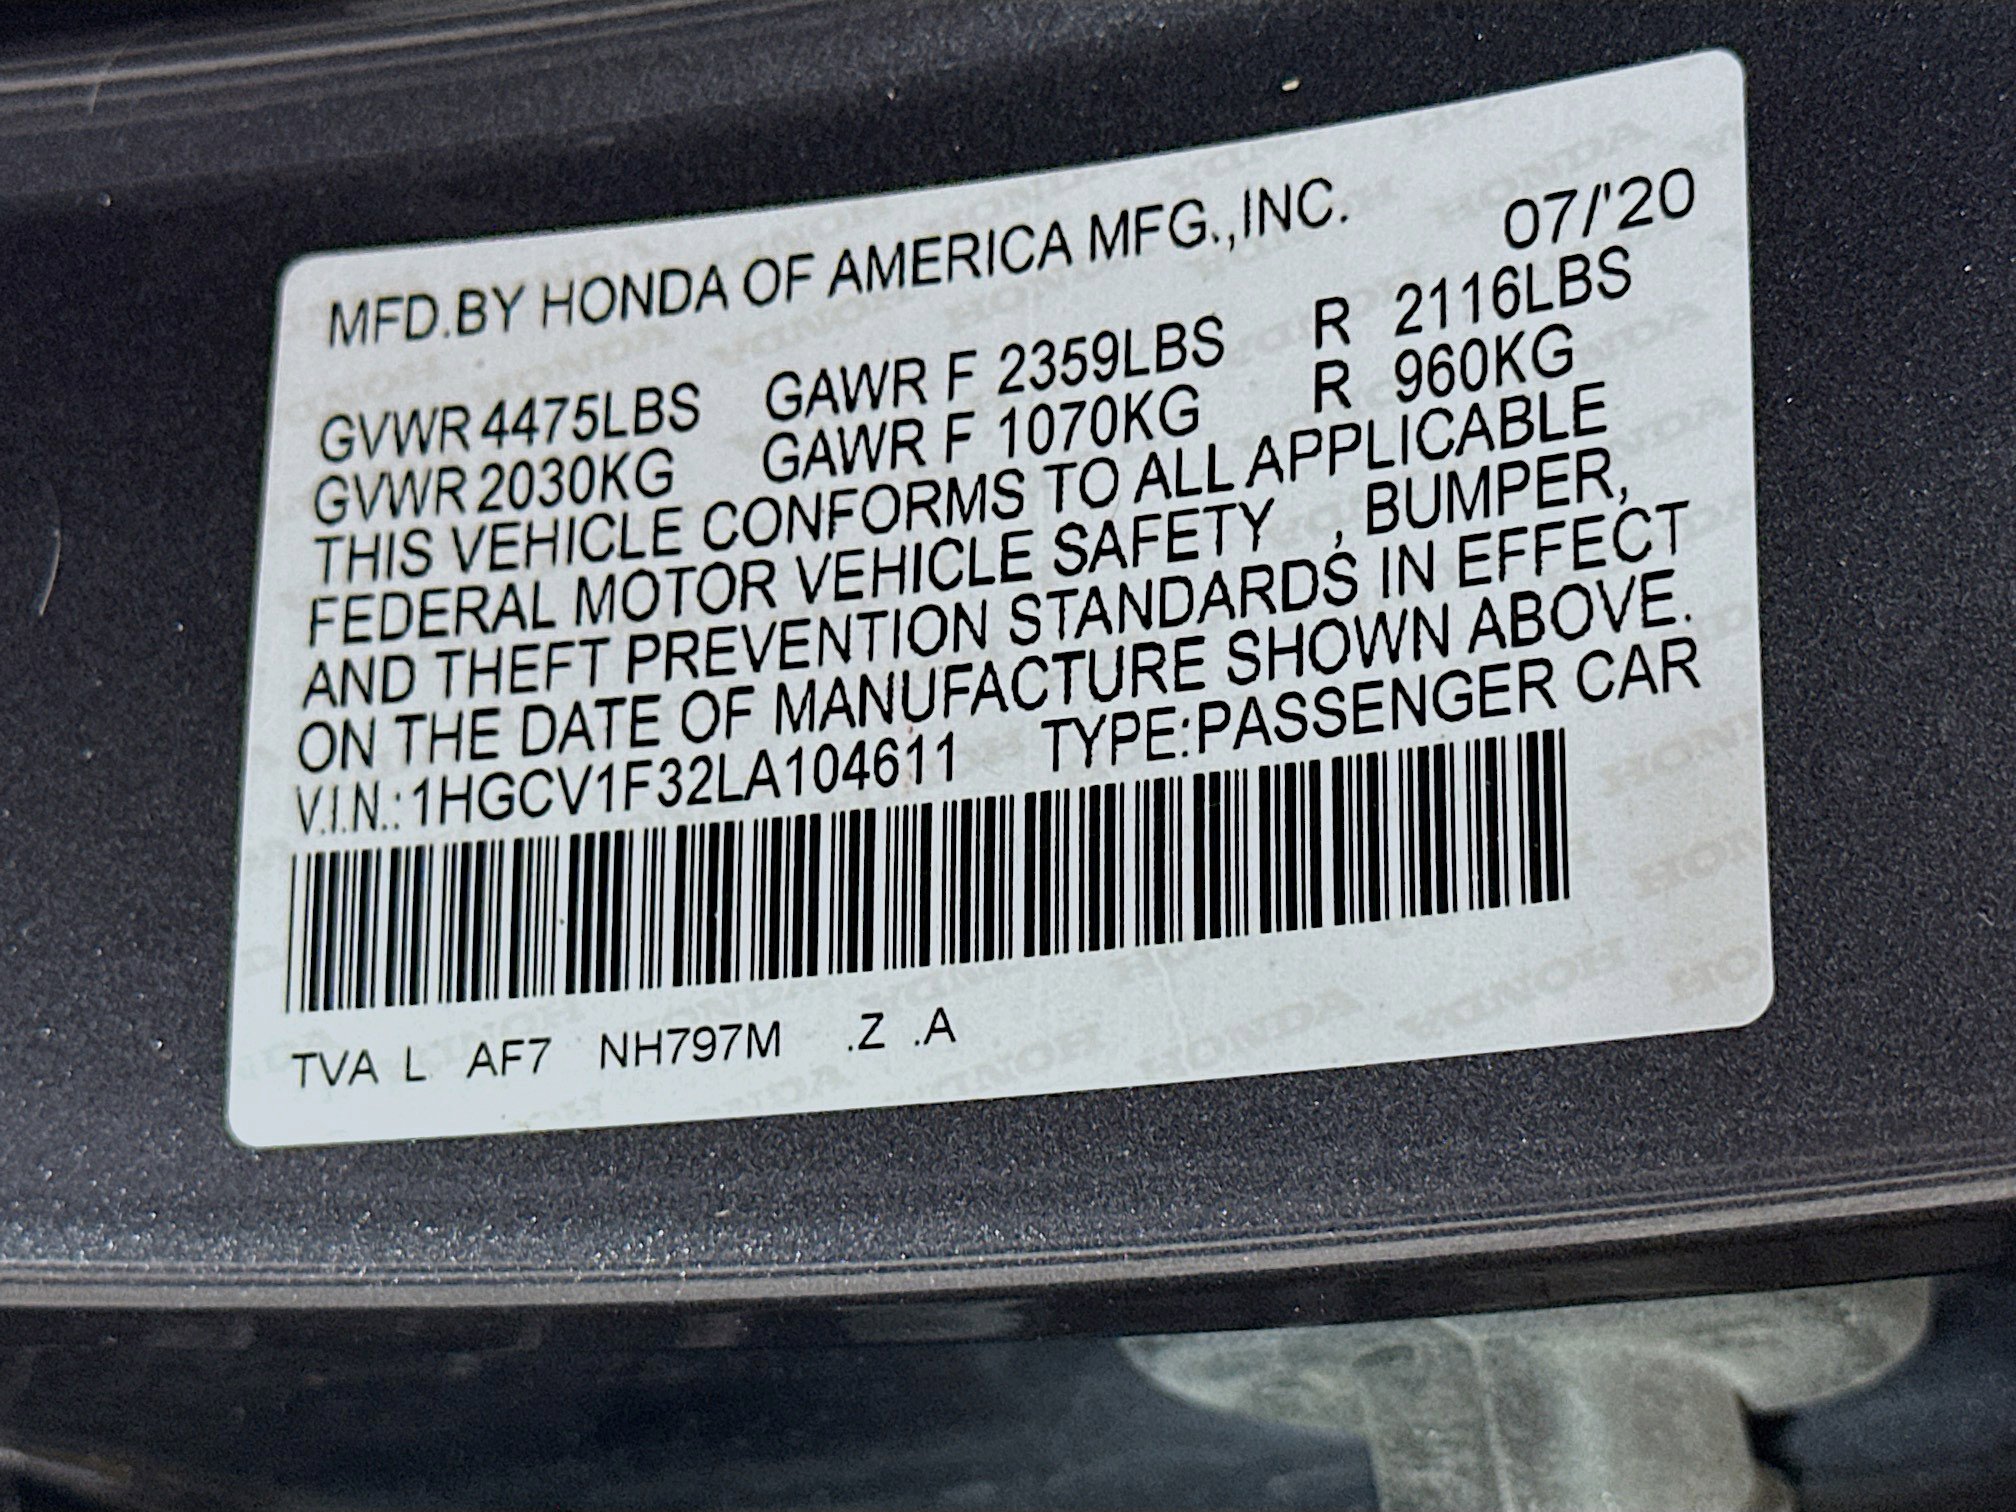 MFD.BY HONDA OF AMERICA MFG.,INC. 07/'20
GVWR 4475LBS GAWR F 2359LBS R 2116LBS
GVWR 2030KG GAWR F 1070KG R 960KG
THIS VEHICLE CONFORMS TO ALL APPLICABLE
FEDERAL MOTOR VEHICLE SAFETY , BUMPER,
AND THEFT PREVENTION STANDARDS IN EFFECT
ON THE DATE OF MANUFACTURE SHOWN ABOVE.
V.I.N.: 1HGCV1F32LA104611 TYPE:PASSENGER CAR
TVA L AF7 NH797M .Z .A